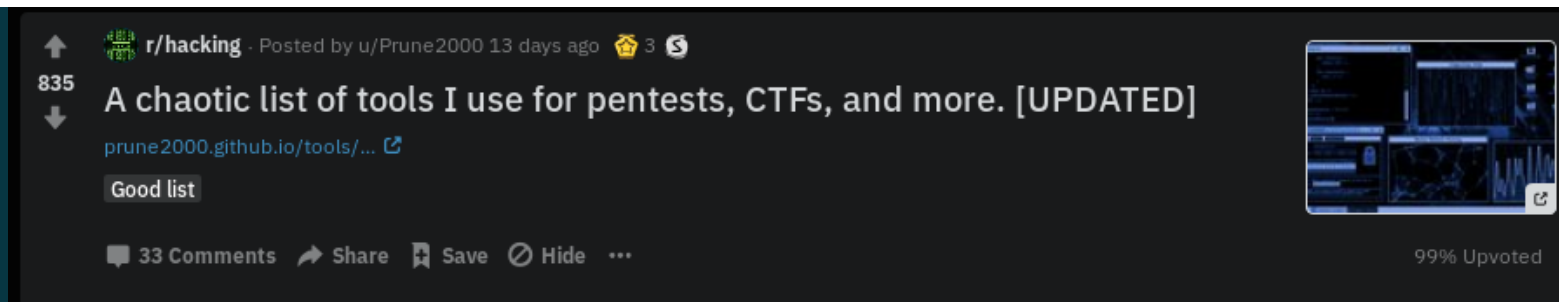 r/hacking · Posted by u/Prune2000 13 days ago 3 S
835
A chaotic list of tools I use for pentests, CTFs, and more. [UPDATED]
prune2000.github.io/tools/...
Good list
33 Comments Share Save Hide ...
99% Upvoted